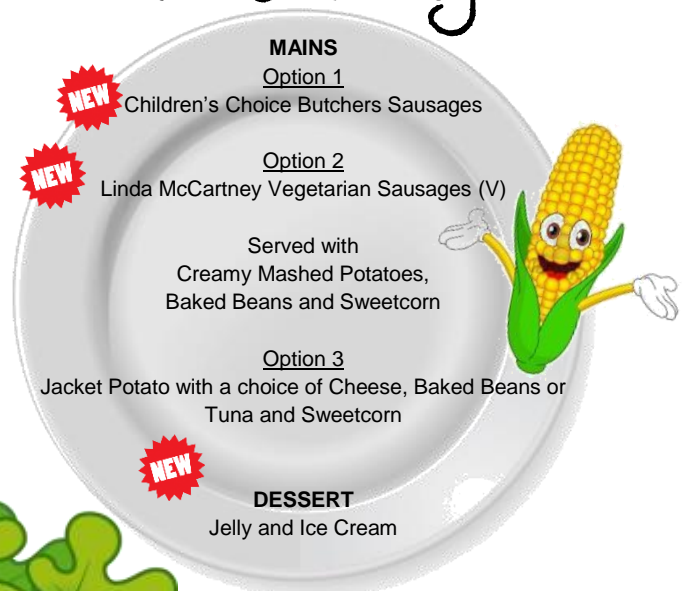 MAINS
Option 1
NEW
Children's Choice Butchers Sausages
Option 2
NEW
Linda McCartney Vegetarian Sausages (V)
Served with
Creamy Mashed Potatoes,
Baked Beans and Sweetcorn
Option 3
Jacket Potato with a choice of Cheese, Baked Beans or
Tuna and Sweetcorn
NEW
DESSERT
Jelly and Ice Cream